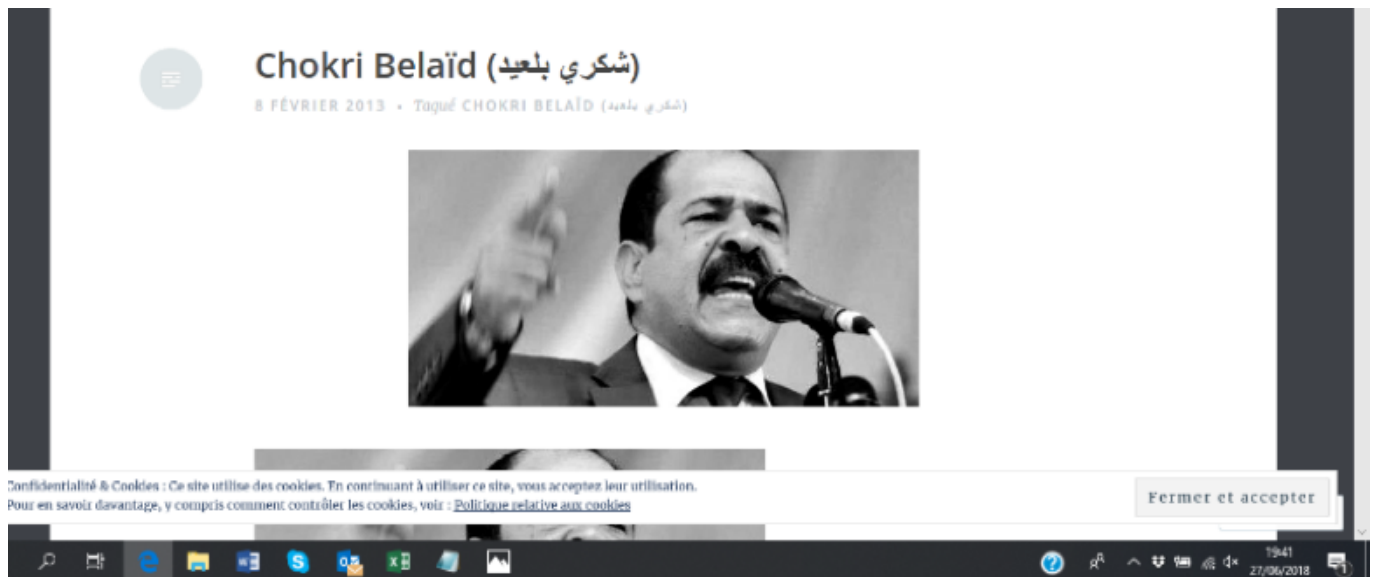 Chokri Belaïd (شكري بلعيد)
8 FÉVRIER 2013 • Tagué CHOKRI BELAÏD (شكري بلعيد)
Confidentialité & Cookies : Ce site utilise des cookies. En continuant à utiliser ce site, vous acceptez leur utilisation.
Pour en savoir davantage, y compris comment contrôler les cookies, voir : Politique relative aux cookies
Fermer et accepter
19:41
27/06/2018